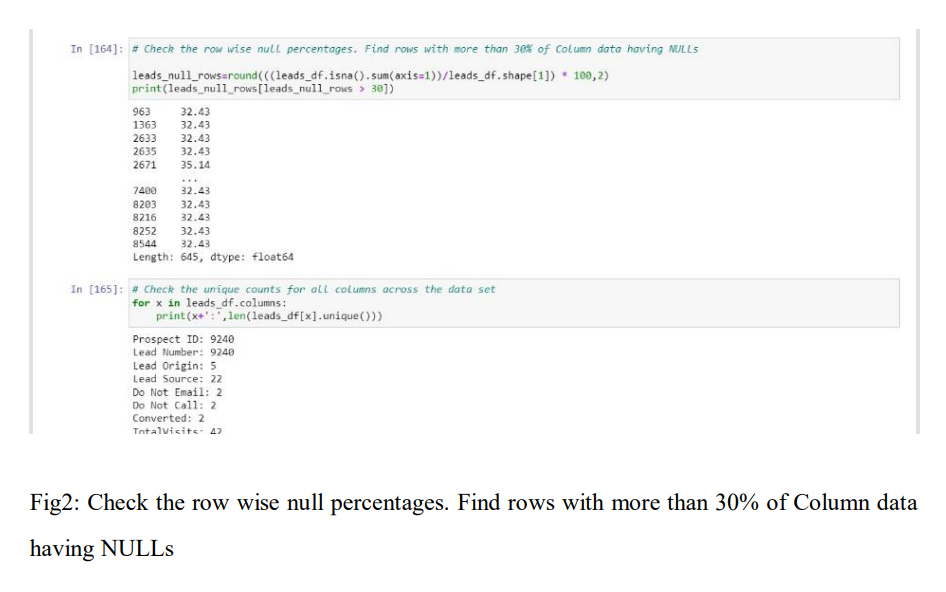 In [164]: # Check the row wise null percentages. Find rows with more than 30% of Column data having NULLs
leads_null_rows=round(((leads_df.isna().sum(axis=1))/leads_df.shape[1]) * 100,2)
print(leads_null_rows[leads_null_rows > 30])
963 32.43
1363 32.43
2633 32.43
2635 32.43
2671 35.14
...
7400 32.43
8203 32.43
8216 32.43
8252 32.43
8544 32.43
Length: 645, dtype: float64
In [165]: # Check the unique counts for all columns across the data set
for x in leads_df.columns:
print(x+':',len(leads_df[x].unique()))
Prospect ID: 9240
Lead Number: 9240
Lead Origin: 5
Lead Source: 22
Do Not Email: 2
Do Not Call: 2
Converted: 2
TotalVisits: 42
Fig2: Check the row wise null percentages. Find rows with more than 30% of Column data
having NULLs